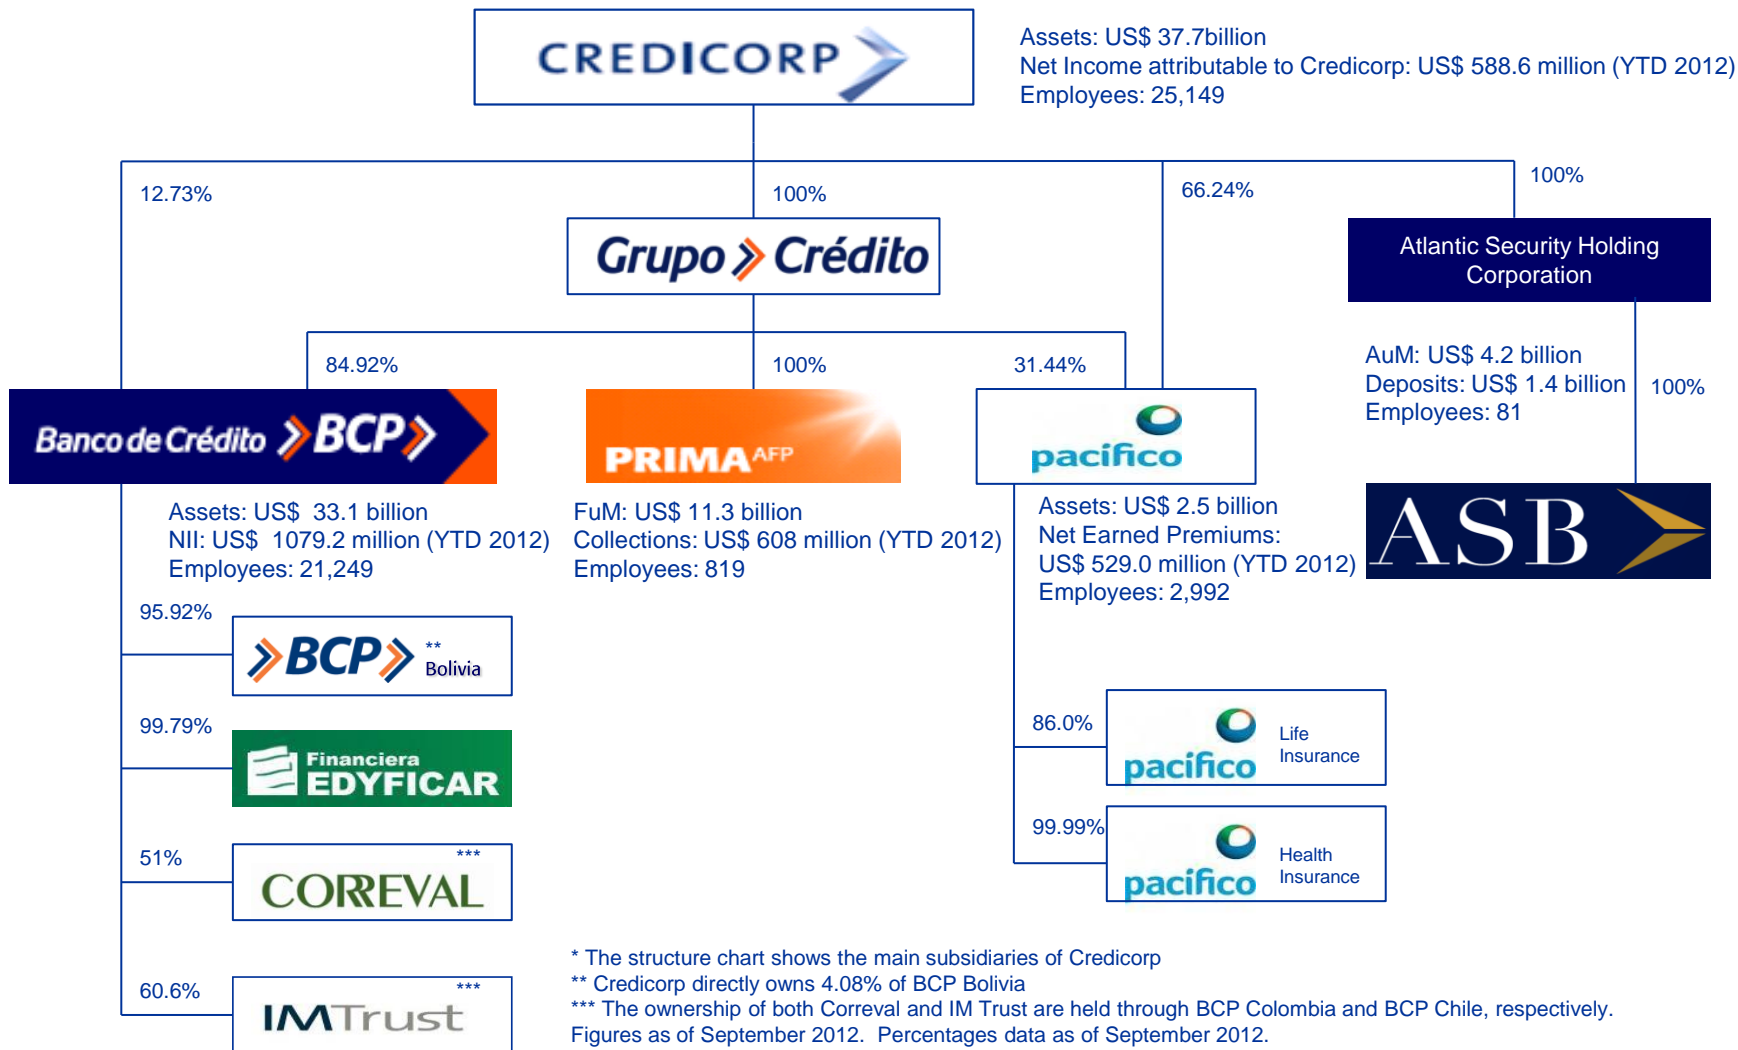 CREDICORP
Assets: US$ 37.7billion
Net Income attributable to Credicorp: US$ 588.6 million (YTD 2012)
Employees: 25,149
12.73%
100%
66.24%
100%
Grupo Crédito
Atlantic Security Holding
Corporation
84.92%
100%
31.44%
AuM: US$ 4.2 billion
Deposits: US$ 1.4 billion
Employees: 81
100%
Banco de Crédito BCP
PRIMA AFP
pacifico
ASB
Assets: US$ 33.1 billion
NII: US$ 1079.2 million (YTD 2012)
Employees: 21,249
FuM: US$ 11.3 billion
Collections: US$ 608 million (YTD 2012)
Employees: 819
Assets: US$ 2.5 billion
Net Earned Premiums:
US$ 529.0 million (YTD 2012)
Employees: 2,992
95.92%
BCP **
Bolivia
99.79%
Financiera
EDYFICAR
51%
***
CORREVAL
60.6%
***
IMTrust
86.0%
pacifico
Life
Insurance
99.99%
pacifico
Health
Insurance
* The structure chart shows the main subsidiaries of Credicorp
** Credicorp directly owns 4.08% of BCP Bolivia
*** The ownership of both Correval and IM Trust are held through BCP Colombia and BCP Chile, respectively.
Figures as of September 2012. Percentages data as of September 2012.